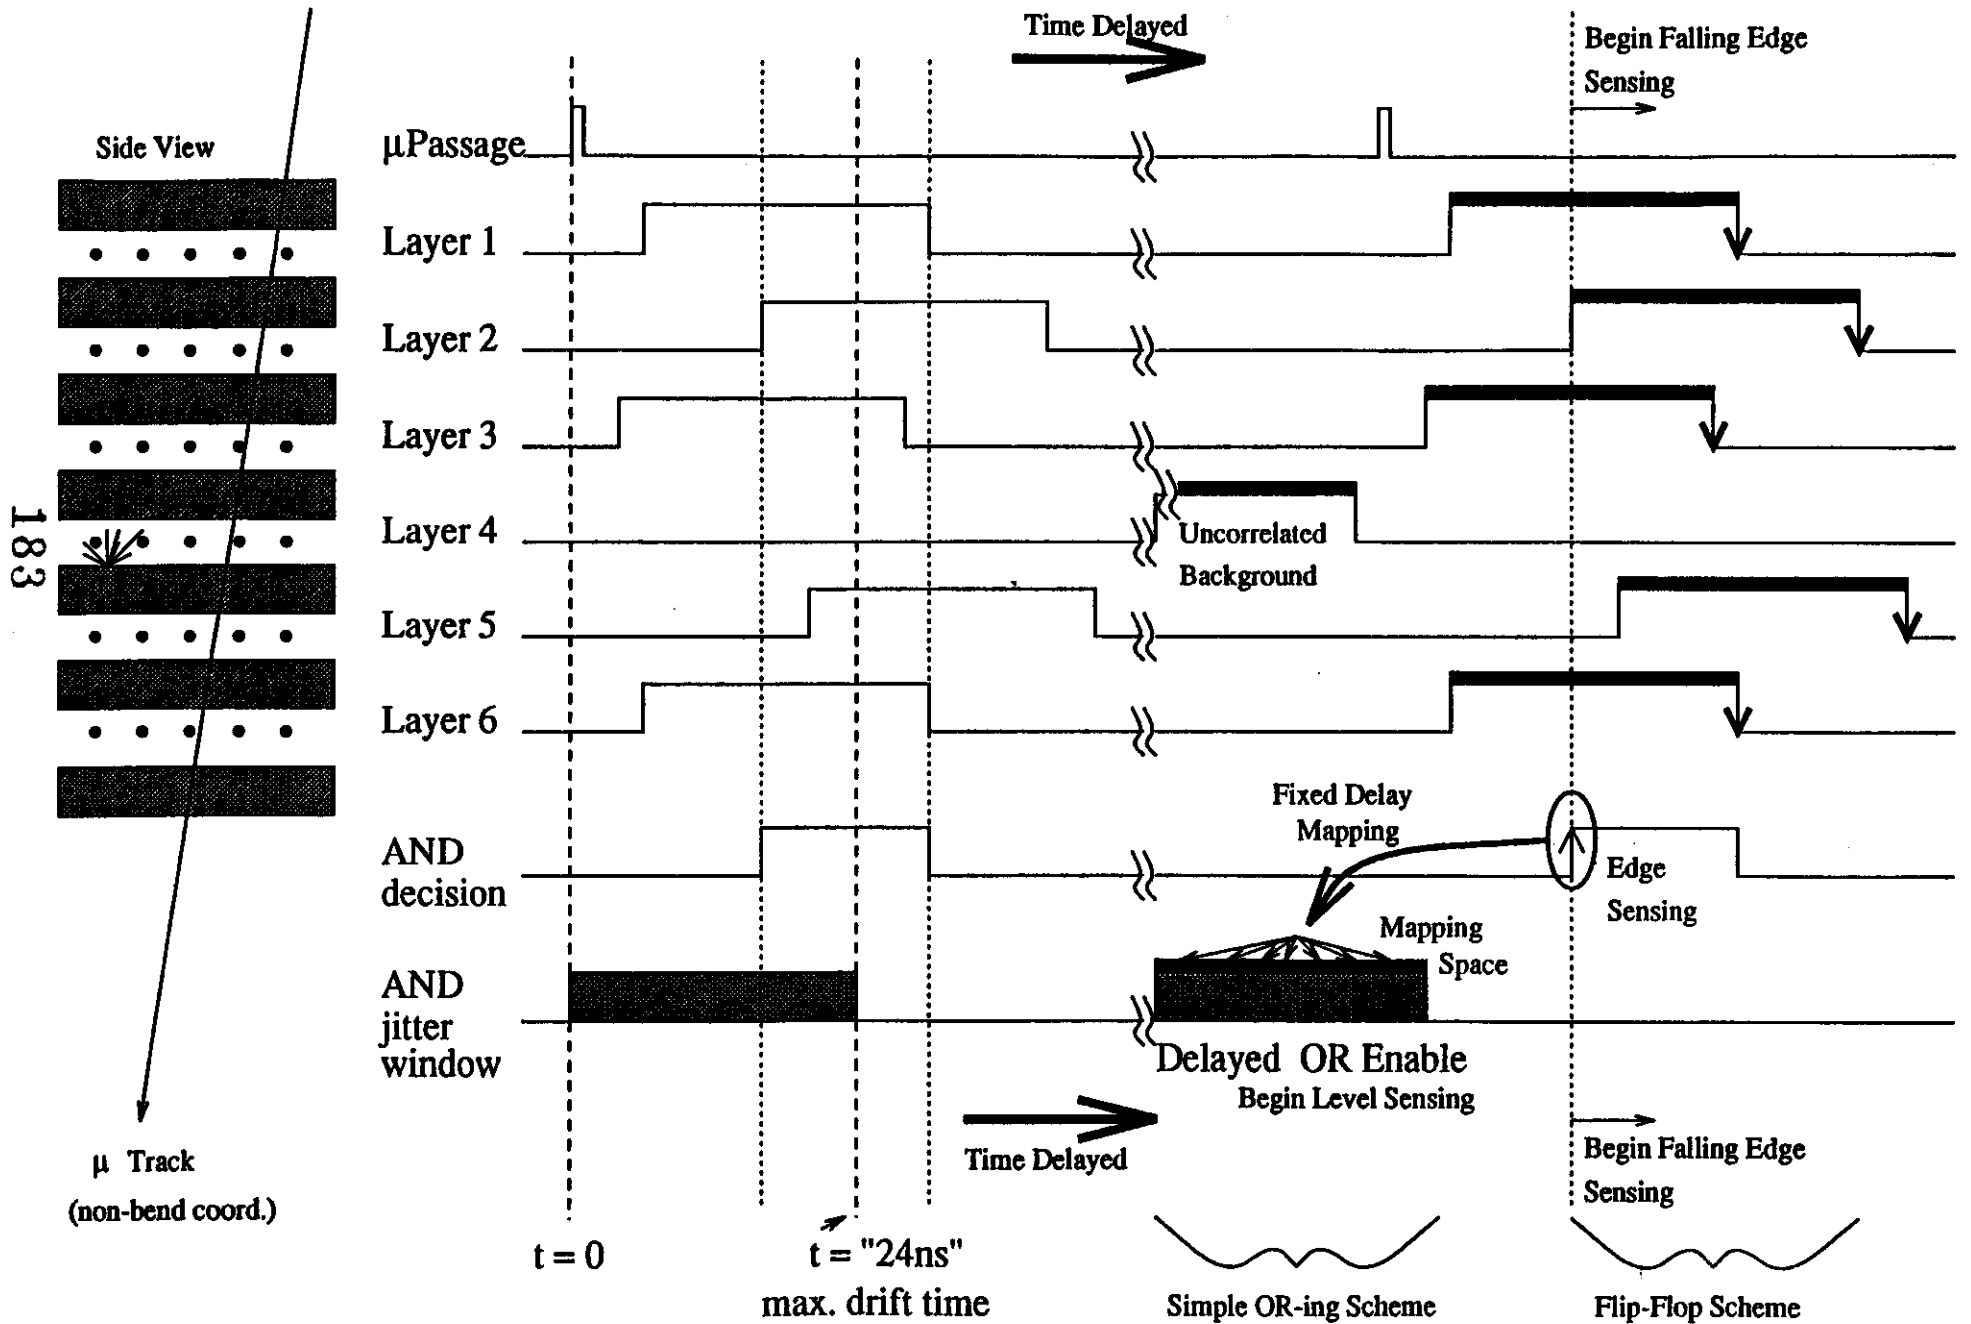 Time Delayed
Begin Falling Edge
Sensing
Side View
μPassage
Layer 1
Layer 2
Layer 3
Layer 4
Uncorrelated
Background
183
Layer 5
Layer 6
Fixed Delay
Mapping
AND
decision
Edge
Sensing
Mapping
Space
AND
jitter
window
Delayed OR Enable
Begin Level Sensing
Time Delayed
Begin Falling Edge
Sensing
μ Track
(non-bend coord.)
t = 0
t = "24ns"
max. drift time
Simple OR-ing Scheme
Flip-Flop Scheme